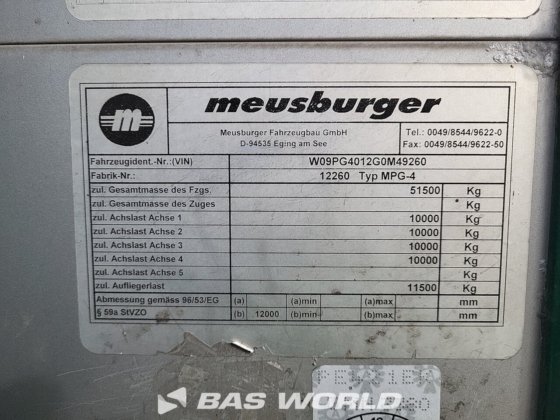 m
meusburger
Meusburger Fahrzeugbau GmbH
D-94535 Eging am See
Tel.: 0049/8544/9622-0
Fax: 0049/8544/9622-50
Fahrzeugident.-Nr.:(VIN) W09PG4012G0M49260
Fabrik-Nr.: 12260 Typ MPG-4
zul. Gesamtmasse des Fzgs. 51500 Kg
zul. Gesamtmasse des Zuges Kg
zul. Achslast Achse 1 10000 Kg
zul. Achslast Achse 2 10000 Kg
zul. Achslast Achse 3 10000 Kg
zul. Achslast Achse 4 10000 Kg
zul. Achslast Achse 5 Kg
zul. Aufliegerlast 11500 Kg
Abmessung gemäss 96/53/EG (a) (a)min (a)max mm
§ 59a StVZO (b) 12000 (b)min (b)max mm
BAS WORLD